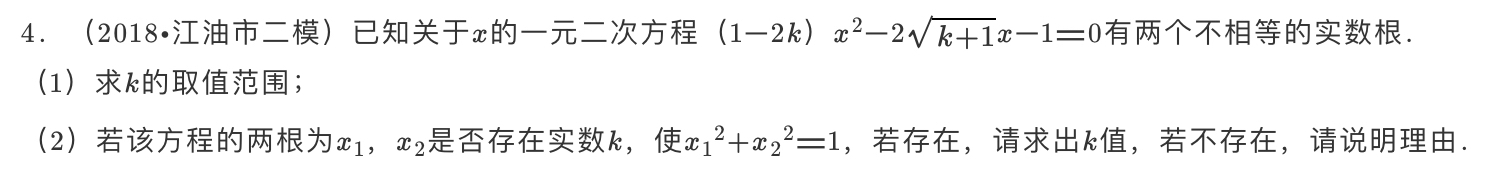 4. (2018•江油市二模)已知关于x的一元二次方程(1－2k)x²－2√(k+1)x－1＝0有两个不相等的实数根.
(1)求k的取值范围;
(2)若该方程的两根为x₁, x₂是否存在实数k, 使x₁²+x₂²＝1, 若存在, 请求出k值, 若不存在, 请说明理由.